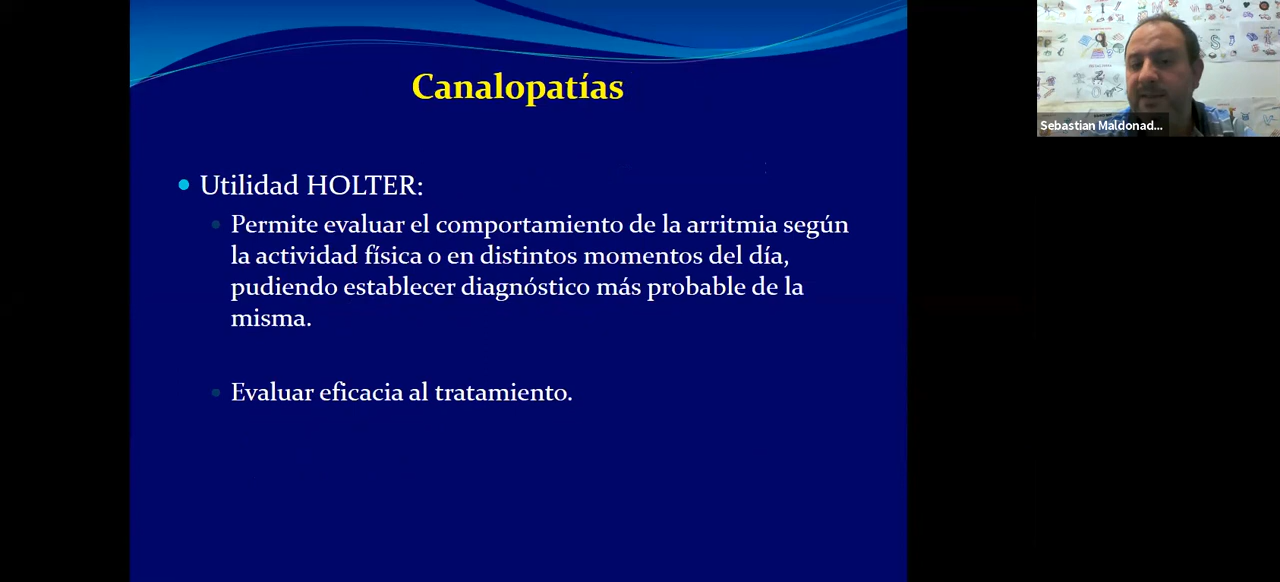 Canalopatías
Utilidad HOLTER:
Permite evaluar el comportamiento de la arritmia según
la actividad física o en distintos momentos del día,
pudiendo establecer diagnóstico más probable de la
misma.
Evaluar eficacia al tratamiento.
Sebastian Maldonad...